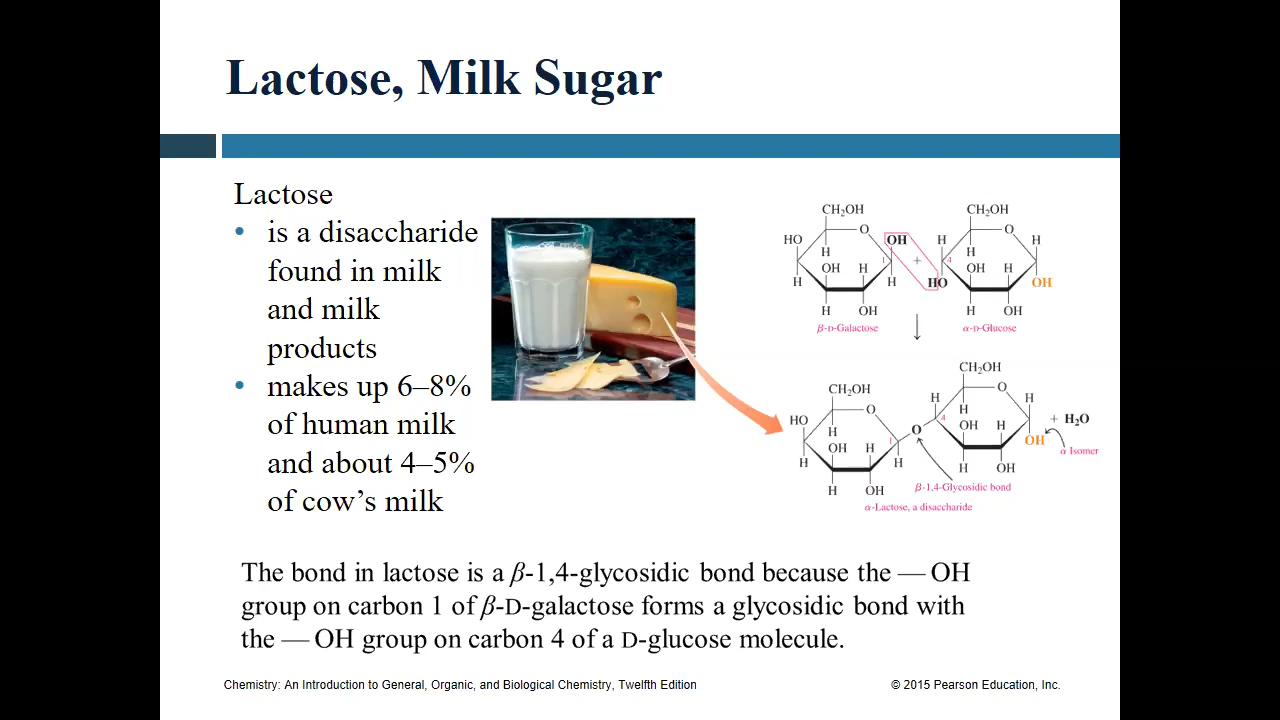 Lactose, Milk Sugar
Lactose
• is a disaccharide
found in milk
and milk
products
• makes up 6–8%
of human milk
and about 4–5%
of cow’s milk
CH₂OH CH₂OH
O O
HO H OH H H
H 1 + 4 H
OH H OH H
H H HO OH
H OH H OH
β-D-Galactose α-D-Glucose
CH₂OH
O
H H
CH₂OH H 4 + H₂O
O OH H
HO H O OH
H 1 α Isomer
OH H H OH
H H
H OH β-1,4-Glycosidic bond
α-Lactose, a disaccharide
The bond in lactose is a β-1,4-glycosidic bond because the — OH
group on carbon 1 of β-D-galactose forms a glycosidic bond with
the — OH group on carbon 4 of a D-glucose molecule.
Chemistry: An Introduction to General, Organic, and Biological Chemistry, Twelfth Edition
© 2015 Pearson Education, Inc.